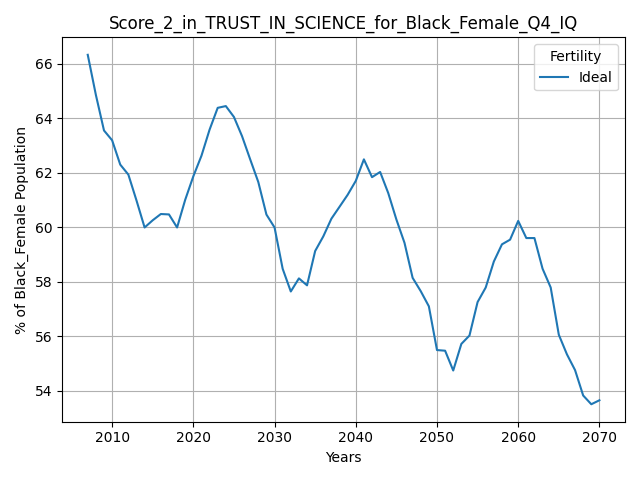 Score_2_in_TRUST_IN_SCIENCE_for_Black_Female_Q4_IQ
Fertility
Ideal
% of Black_Female Population
66
64
62
60
58
56
54
2010
2020
2030
2040
2050
2060
2070
Years